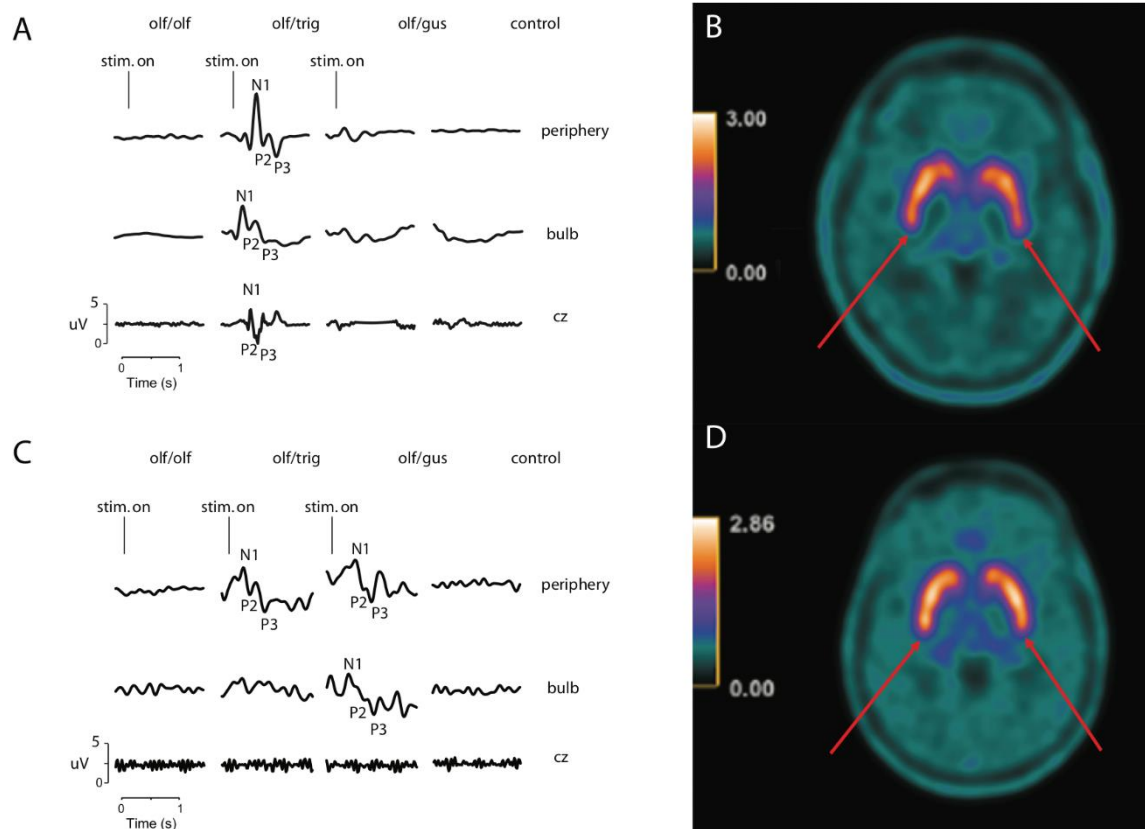 A
olf/olf olf/trig olf/gus control
stim. on stim. on stim. on
N1
periphery
P2
P3
N1
bulb
P2
P3
N1
5
uV
0
cz
P2 P3
0 1
Time (s)
B
3.00
0.00
C
olf/olf olf/trig olf/gus control
stim. on stim. on stim. on
N1 N1
periphery
P2 P2 P3
P3
N1
bulb
P2
P3
5
uV
0
cz
0 1
Time (s)
D
2.86
0.00